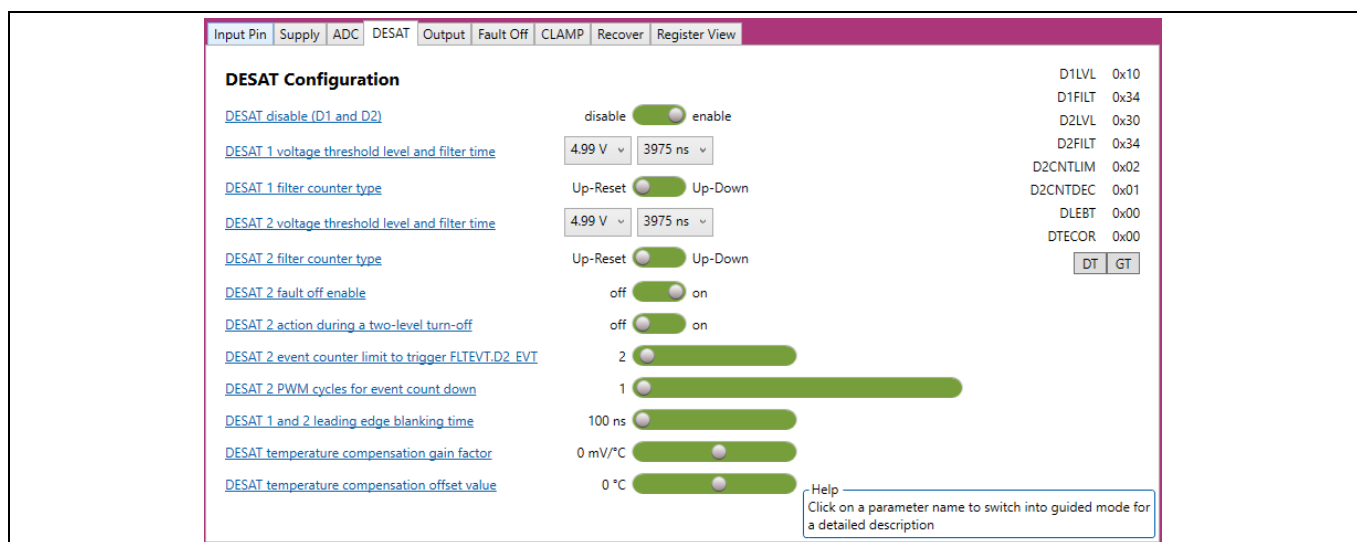 Input Pin Supply ADC DESAT Output Fault Off CLAMP Recover Register View
DESAT Configuration
DESAT disable (D1 and D2) disable enable
DESAT 1 voltage threshold level and filter time 4.99 V 3975 ns
DESAT 1 filter counter type Up-Reset Up-Down
DESAT 2 voltage threshold level and filter time 4.99 V 3975 ns
DESAT 2 filter counter type Up-Reset Up-Down
DESAT 2 fault off enable off on
DESAT 2 action during a two-level turn-off off on
DESAT 2 event counter limit to trigger FLTEVT.D2_EVT 2
DESAT 2 PWM cycles for event count down 1
DESAT 1 and 2 leading edge blanking time 100 ns
DESAT temperature compensation gain factor 0 mV/°C
DESAT temperature compensation offset value 0 °C
D1LVL 0x10
D1FILT 0x34
D2LVL 0x30
D2FILT 0x34
D2CNTLIM 0x02
D2CNTDEC 0x01
DLEBT 0x00
DTECOR 0x00
DT GT
Help
Click on a parameter name to switch into guided mode for
a detailed description